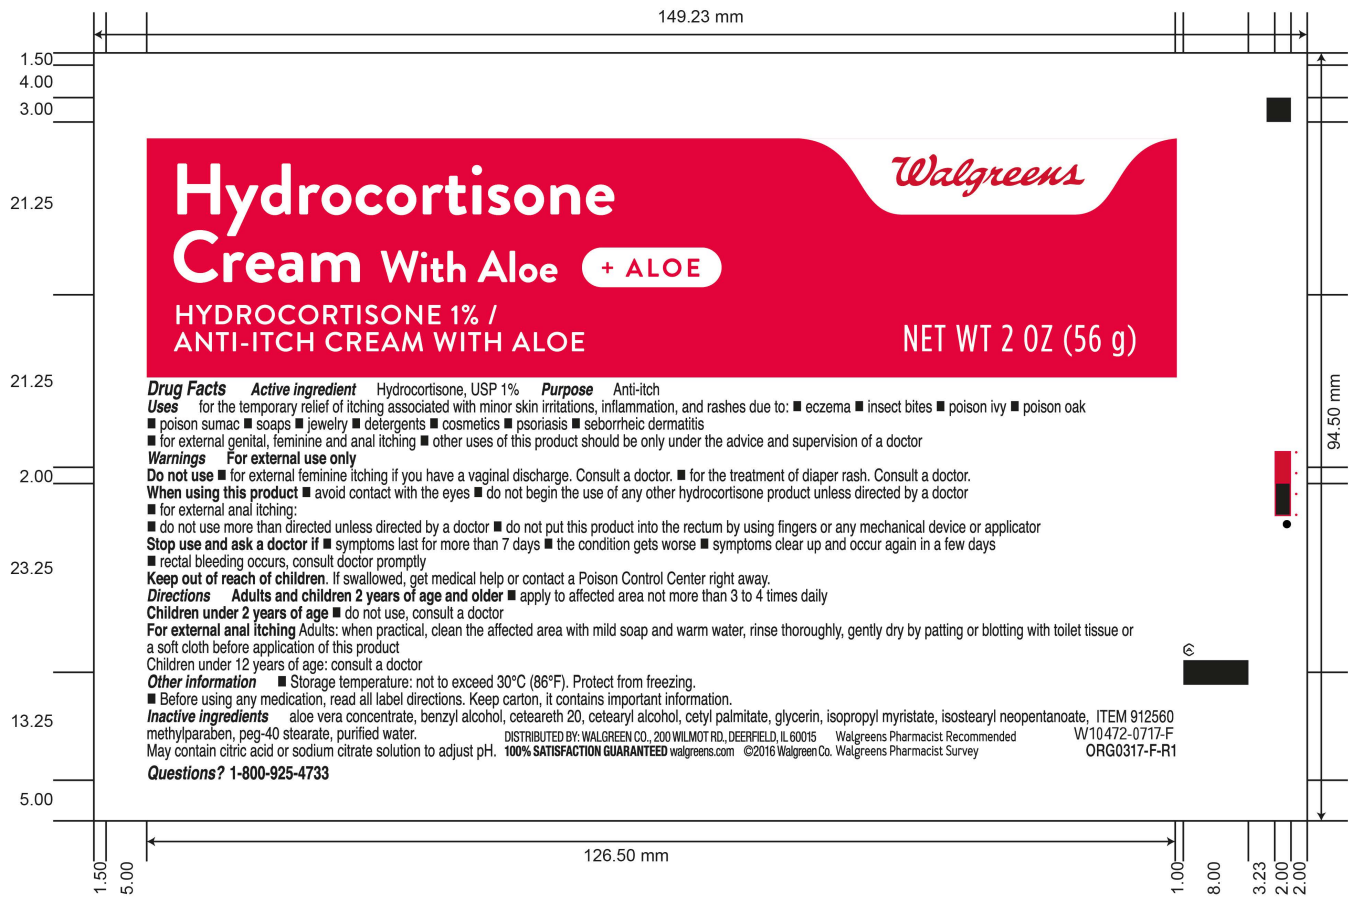 149.23 mm
1.50
4.00
3.00
21.25
21.25
2.00
23.25
13.25
5.00
Walgreens
Hydrocortisone
Cream With Aloe + ALOE
HYDROCORTISONE 1% /
ANTI-ITCH CREAM WITH ALOE
NET WT 2 OZ (56 g)
Drug Facts Active ingredient Hydrocortisone, USP 1% Purpose Anti-itch
Uses for the temporary relief of itching associated with minor skin irritations, inflammation, and rashes due to: ■ eczema ■ insect bites ■ poison ivy ■ poison oak
■ poison sumac ■ soaps ■ jewelry ■ detergents ■ cosmetics ■ psoriasis ■ seborrheic dermatitis
■ for external genital, feminine and anal itching ■ other uses of this product should be only under the advice and supervision of a doctor
Warnings For external use only
Do not use ■ for external feminine itching if you have a vaginal discharge. Consult a doctor. ■ for the treatment of diaper rash. Consult a doctor.
When using this product ■ avoid contact with the eyes ■ do not begin the use of any other hydrocortisone product unless directed by a doctor
■ for external anal itching:
■ do not use more than directed unless directed by a doctor ■ do not put this product into the rectum by using fingers or any mechanical device or applicator
Stop use and ask a doctor if ■ symptoms last for more than 7 days ■ the condition gets worse ■ symptoms clear up and occur again in a few days
■ rectal bleeding occurs, consult doctor promptly
Keep out of reach of children. If swallowed, get medical help or contact a Poison Control Center right away.
Directions Adults and children 2 years of age and older ■ apply to affected area not more than 3 to 4 times daily
Children under 2 years of age ■ do not use, consult a doctor
For external anal itching Adults: when practical, clean the affected area with mild soap and warm water, rinse thoroughly, gently dry by patting or blotting with toilet tissue or
a soft cloth before application of this product
Children under 12 years of age: consult a doctor
Other information ■ Storage temperature: not to exceed 30°C (86°F). Protect from freezing.
■ Before using any medication, read all label directions. Keep carton, it contains important information.
Inactive ingredients aloe vera concentrate, benzyl alcohol, ceteareth 20, cetearyl alcohol, cetyl palmitate, glycerin, isopropyl myristate, isostearyl neopentanoate,
methylparaben, peg-40 stearate, purified water.
May contain citric acid or sodium citrate solution to adjust pH.
Questions? 1-800-925-4733
DISTRIBUTED BY: WALGREEN CO., 200 WILMOT RD., DEERFIELD, IL 60015
100% SATISFACTION GUARANTEED walgreens.com ©2016 Walgreen Co.
Walgreens Pharmacist Recommended
Walgreens Pharmacist Survey
ITEM 912560
W10472-0717-F
ORG0317-F-R1
94.50 mm
126.50 mm
1.50
5.00
1.00
8.00
3.23
2.00
2.00